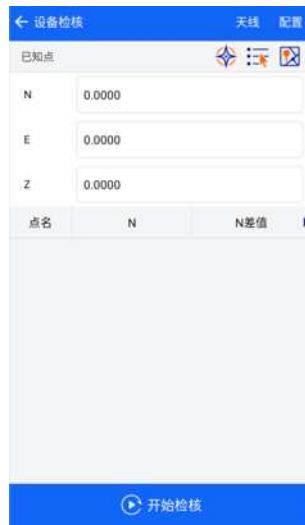 设备检核 天线 配置
已知点
N 0.0000
E 0.0000
Z 0.0000
点名 N N差值
开始检核